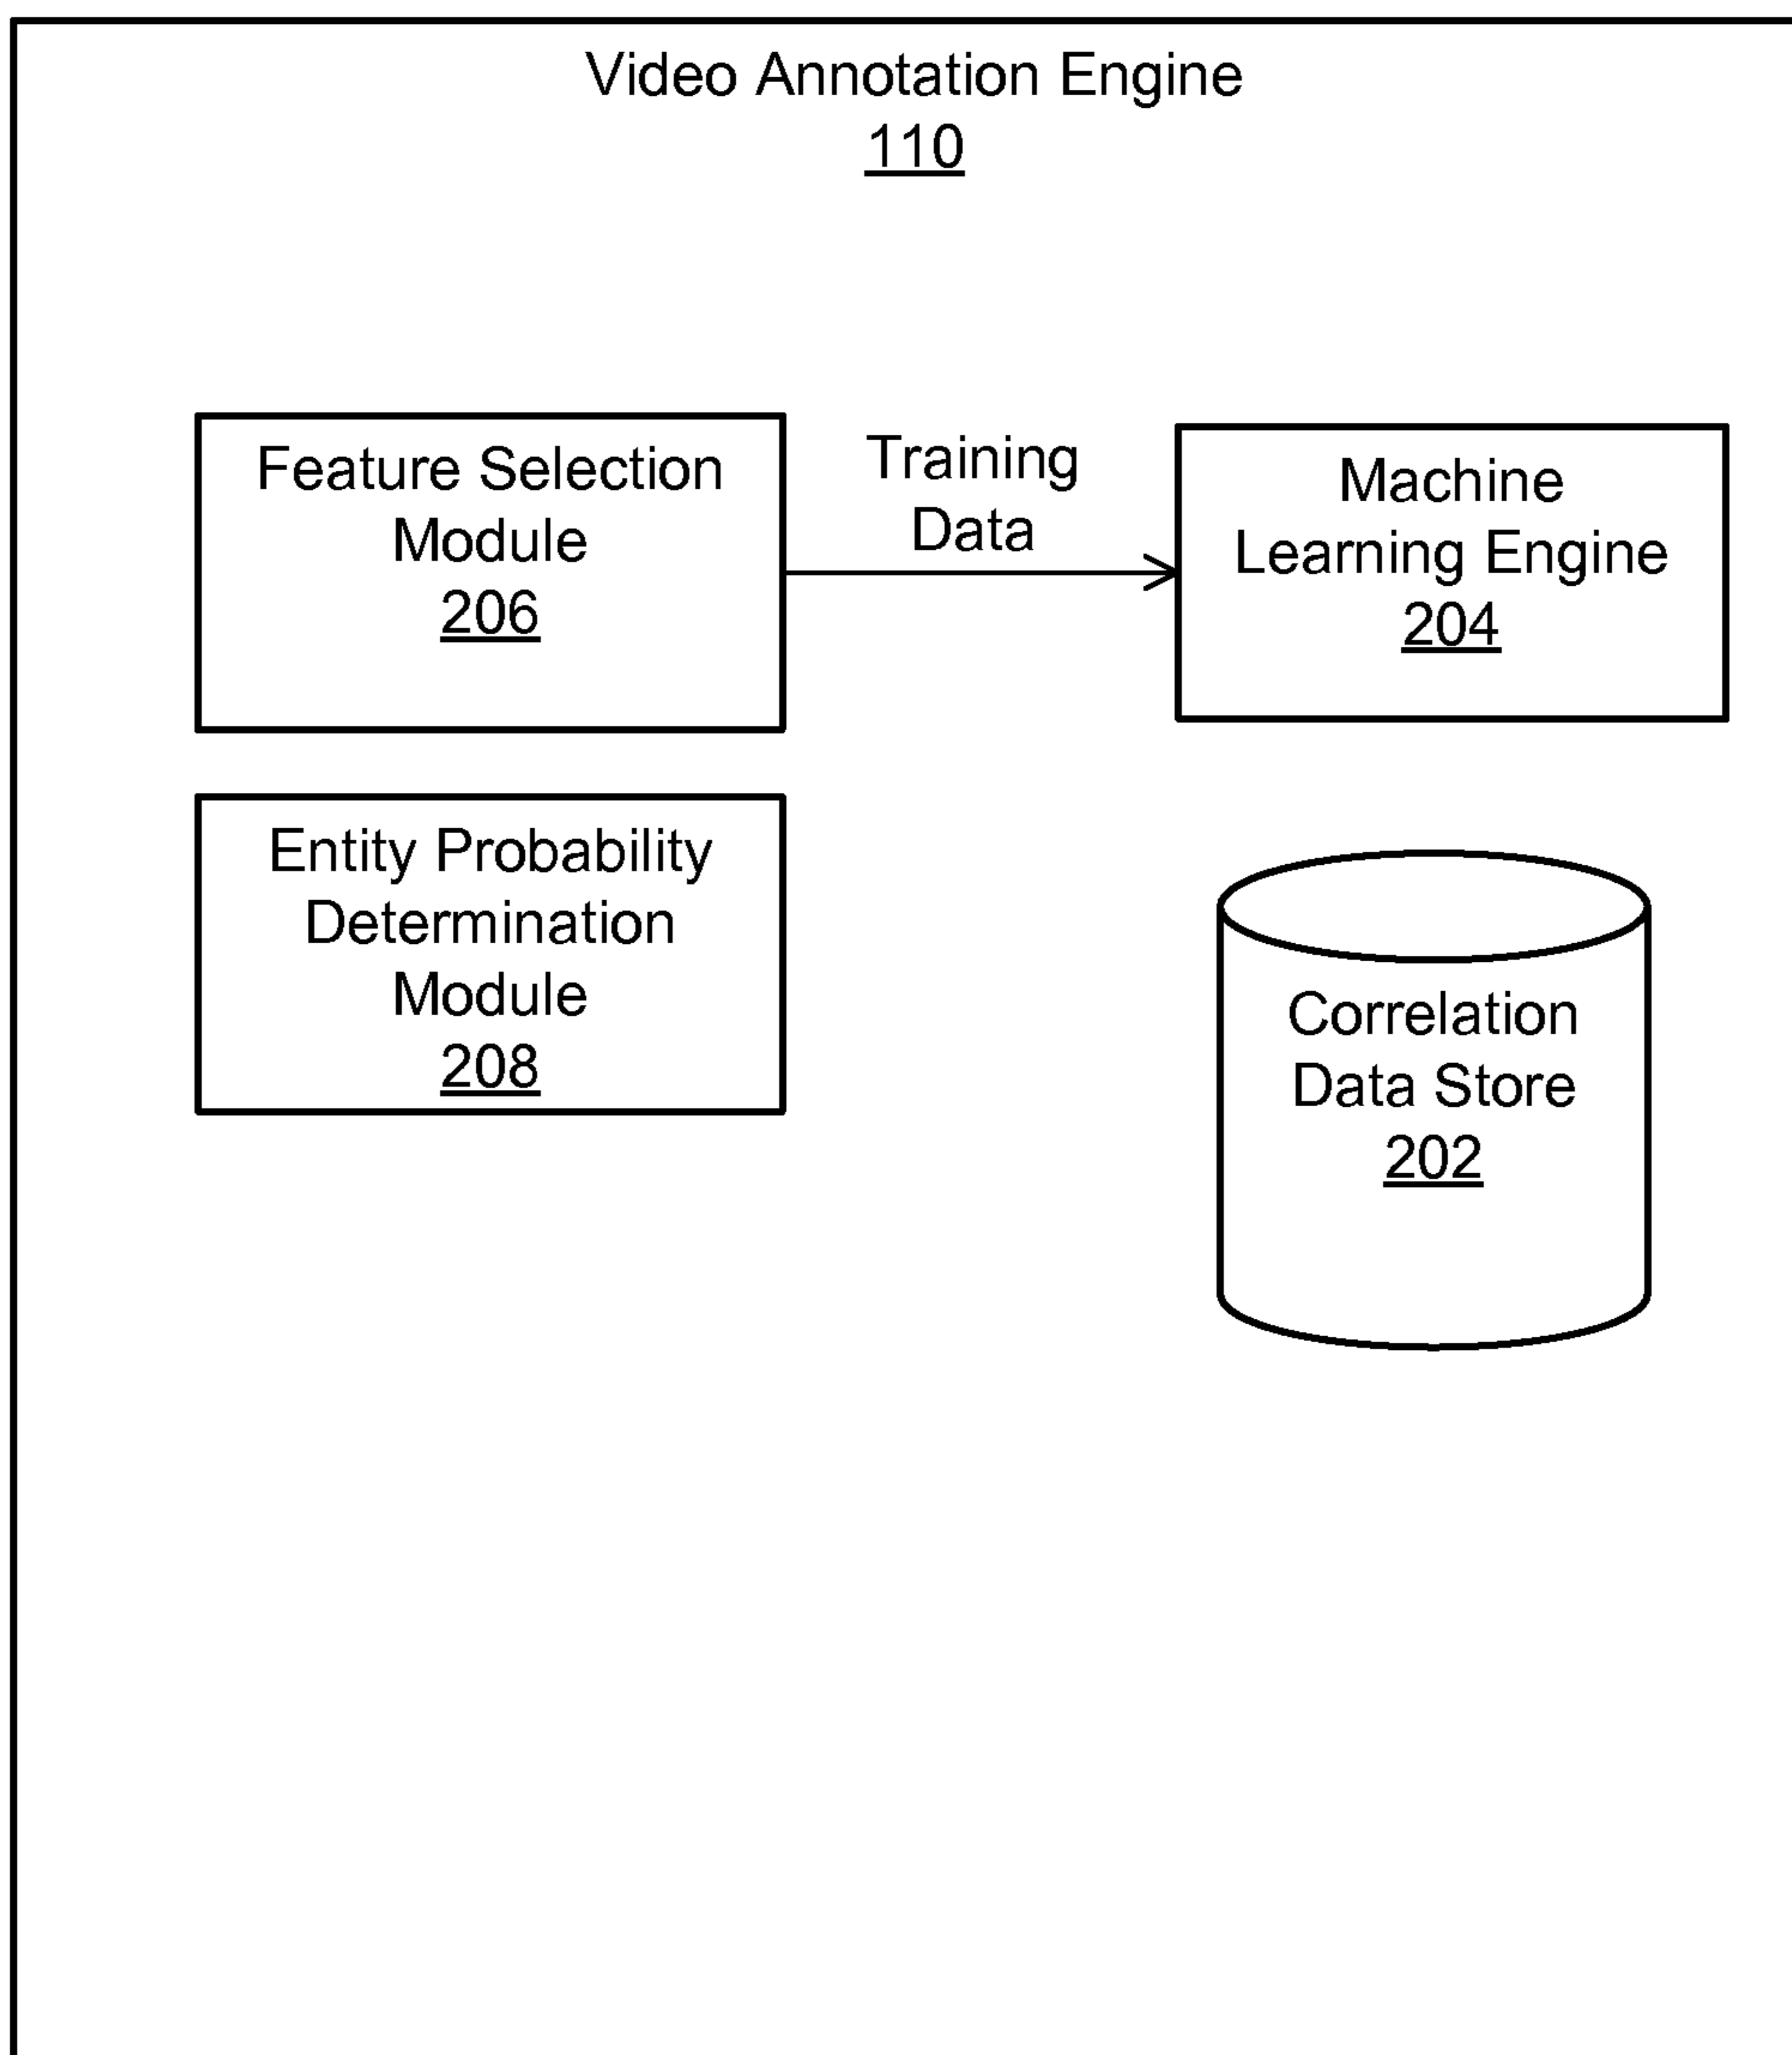 Video Annotation Engine
110
Feature Selection
Module
206
Training
Data
Machine
Learning Engine
204
Entity Probability
Determination
Module
208
Correlation
Data Store
202